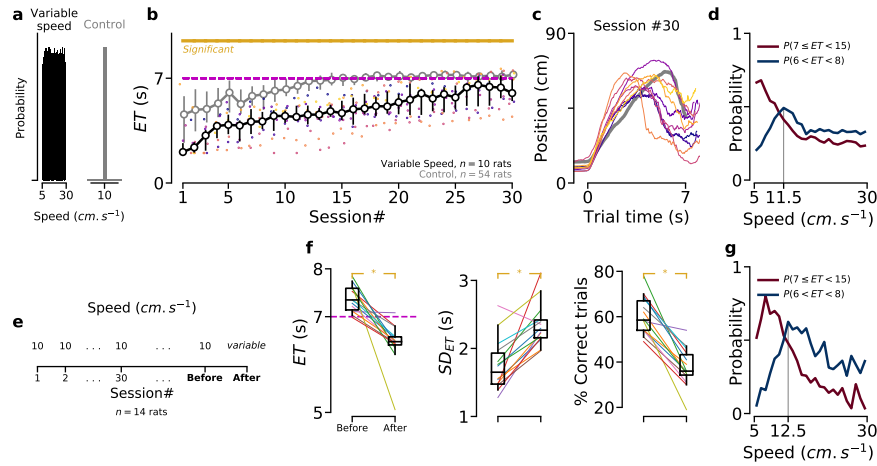 a
Variable
speed
Control
Probability
5
30
10
Speed (cm. s⁻¹)
b
Significant
7
0
ET (s)
1
5
10
15
20
25
30
Session#
Variable Speed, n = 10 rats
Control, n = 54 rats
c
Session #30
90
0
Position (cm)
0
7
Trial time (s)
d
1
0
Probability
P(7 ≤ ET < 15)
P(6 < ET < 8)
5
11.5
30
Speed (cm. s⁻¹)
e
Speed (cm. s⁻¹)
10 10 . . . 10 . . . 10 variable
1 2 . . . 30 . . . Before After
Session#
n = 14 rats
f
8
7
5
ET (s)
*
Before After
3
2
1
SD_ET (s)
*
80
60
40
20
% Correct trials
*
g
1
0
Probability
P(7 ≤ ET < 15)
P(6 < ET < 8)
5
12.5
30
Speed (cm. s⁻¹)